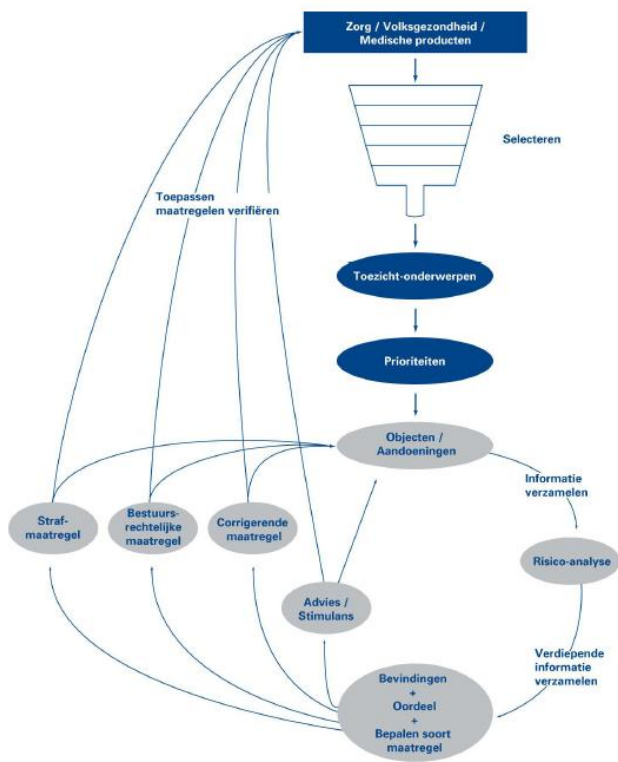 Zorg / Volksgezondheid /
Medische producten
Selecteren
Toepassen
maatregelen verifiëren
Toezicht-onderwerpen
Prioriteiten
Objecten /
Aandoeningen
Informatie
verzamelen
Straf-
maatregel
Bestuurs-
rechtelijke
maatregel
Corrigerende
maatregel
Risico-analyse
Advies /
Stimulans
Verdiepende
informatie
verzamelen
Bevindingen
+
Oordeel
+
Bepalen soort
maatregel